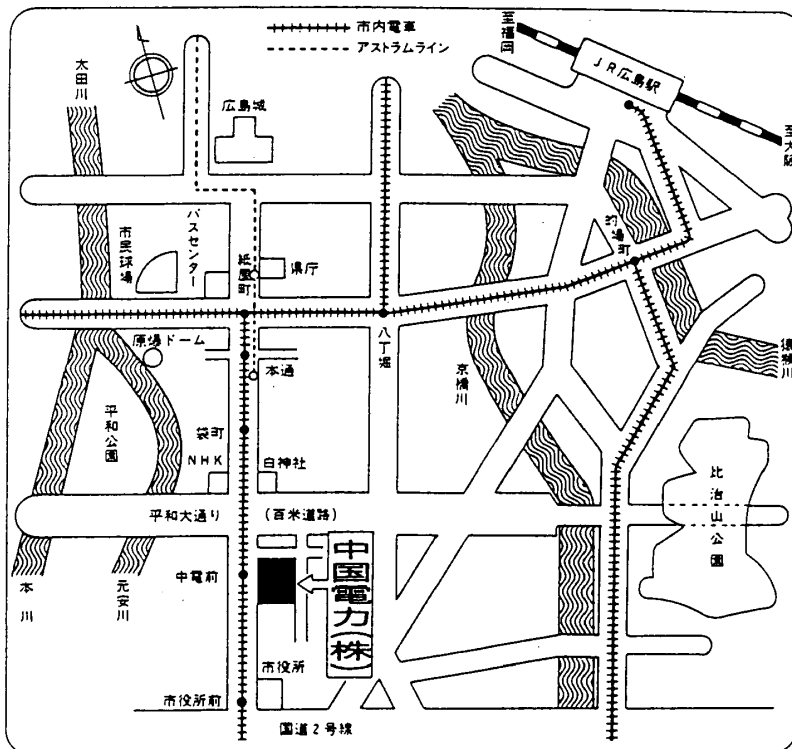 市内電車
アストラムライン
至福岡
JR広島駅
至大阪
太田川
広島城
バスセンター
市民球場
紙屋町
県庁
的場町
原爆ドーム
八丁堀
本通
京橋川
猿猴川
平和公園
袋町
NHK
白神社
平和大通り
(百米道路)
比治山公園
中電前
中国電力(株)
本川
元安川
市役所
市役所前
国道2号線